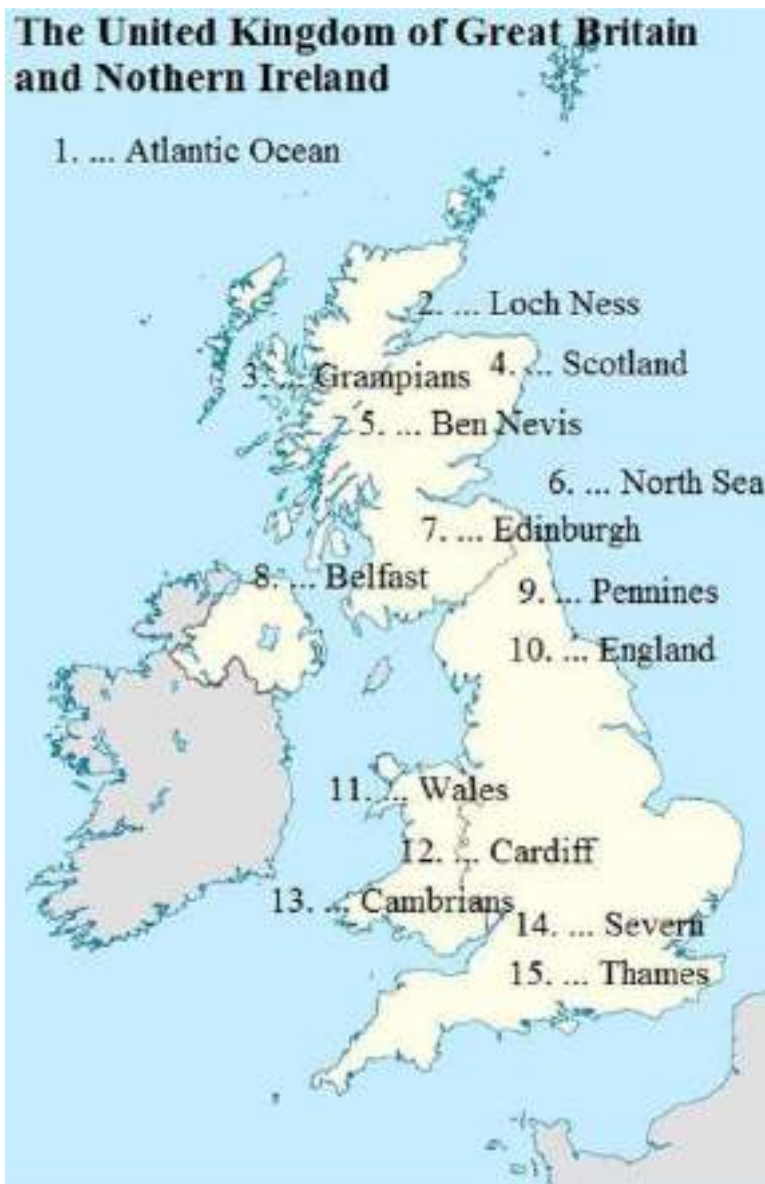 The United Kingdom of Great Britain
and Nothern Ireland
1. ... Atlantic Ocean
2. ... Loch Ness
3. ... Grampians
4. ... Scotland
5. ... Ben Nevis
6. ... North Sea
7. ... Edinburgh
8. ... Belfast
9. ... Pennines
10. ... England
11. ... Wales
12. ... Cardiff
13. ... Cambrians
14. ... Severn
15. ... Thames